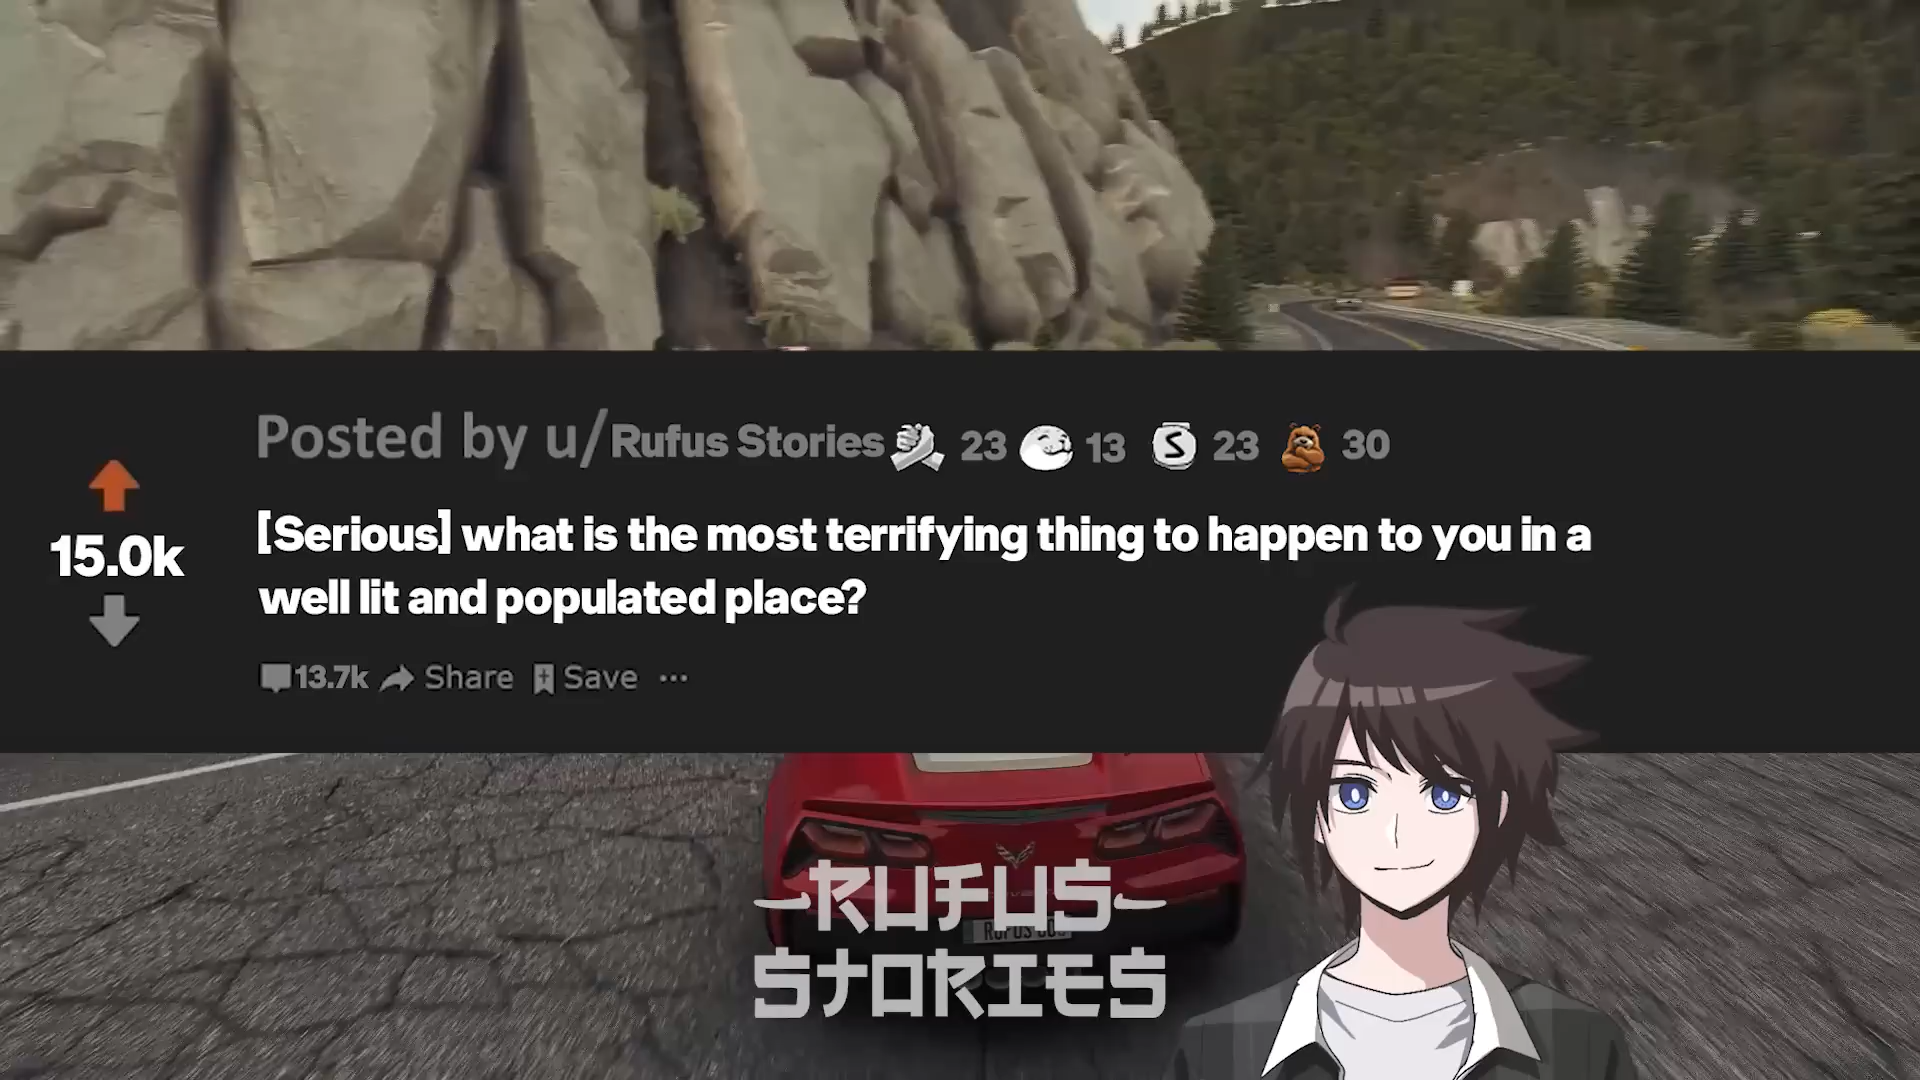 Posted by u/Rufus Stories 23 13 S 23 30
15.0k
[Serious] what is the most terrifying thing to happen to you in a
well lit and populated place?
13.7k Share Save ...
RUFUS
STORIES